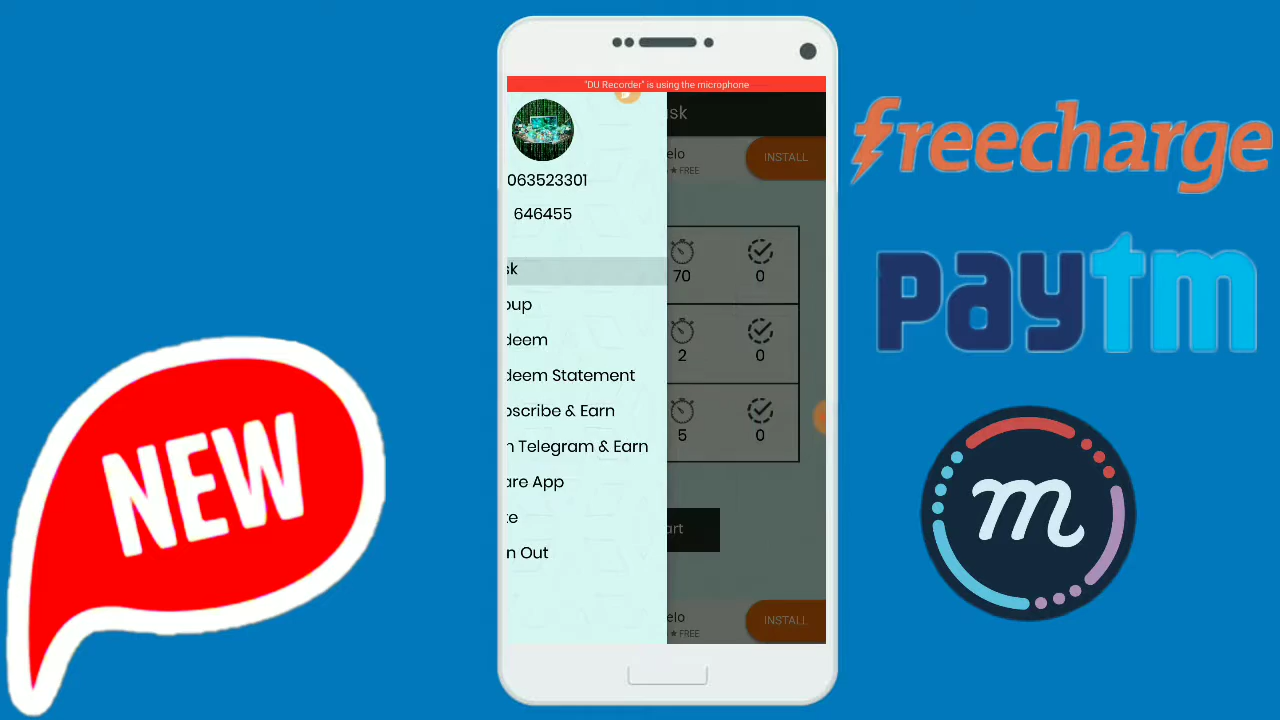 "DU Recorder" is using the microphone
sk
elo
★ FREE
INSTALL
063523301
646455
sk
oup
deem
deem Statement
oscribe & Earn
n Telegram & Earn
are App
te
n Out
70
0
2
0
5
0
art
elo
★ FREE
INSTALL
NEW
freecharge
paytm
m